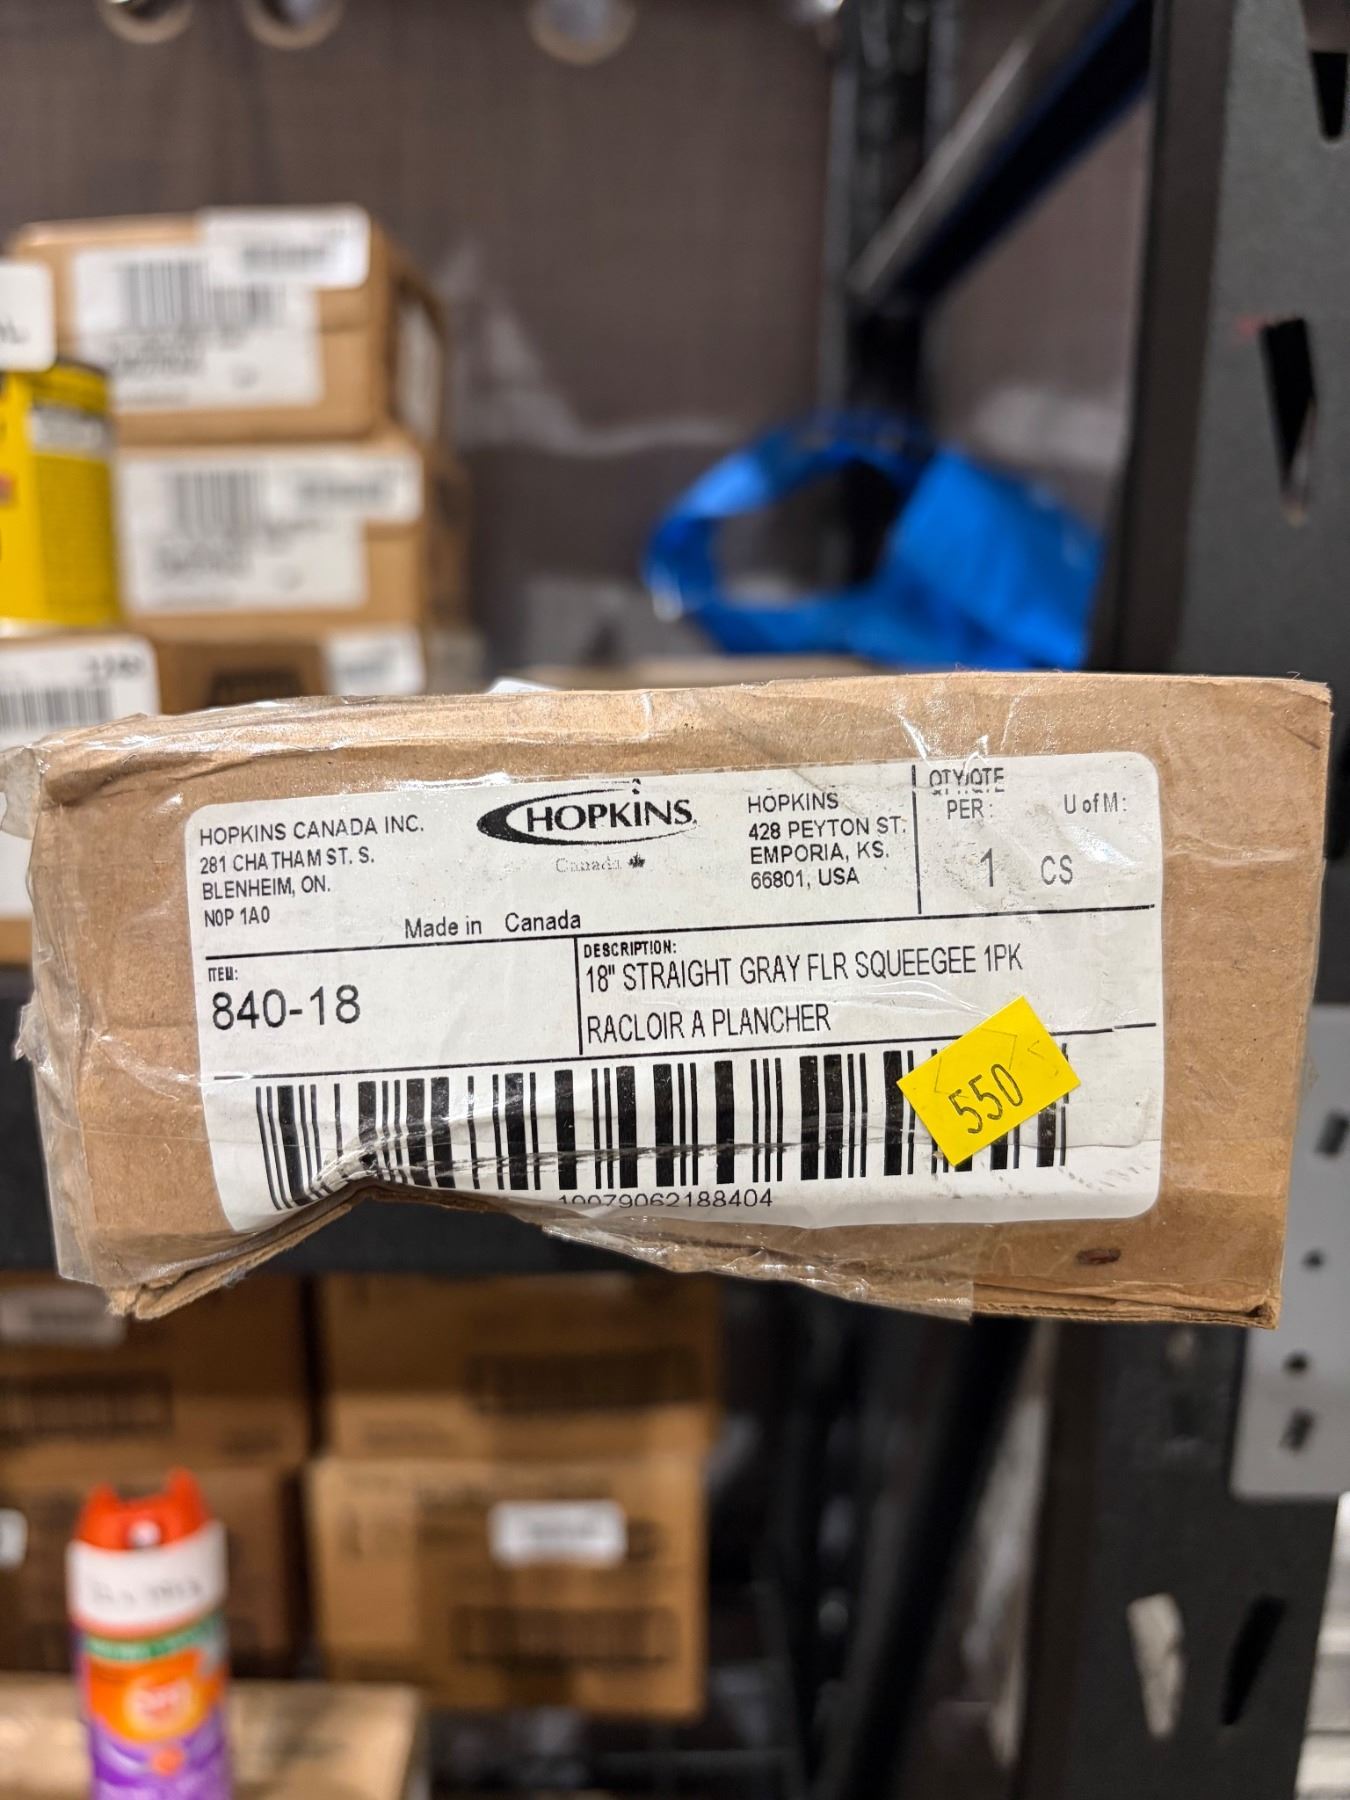 HOPKINS CANADA INC.
281 CHATHAM ST. S.
BLENHEIM, ON.
N0P 1A0
Made in Canada
HOPKINS
Canada
HOPKINS
428 PEYTON ST.
EMPORIA, KS.
66801, USA
QTY/QTE
PER:
U of M:
1 CS
ITEM:
840-18
DESCRIPTION:
18" STRAIGHT GRAY FLR SQUEEGEE 1PK
RACLOIR A PLANCHER
550
10079062188404